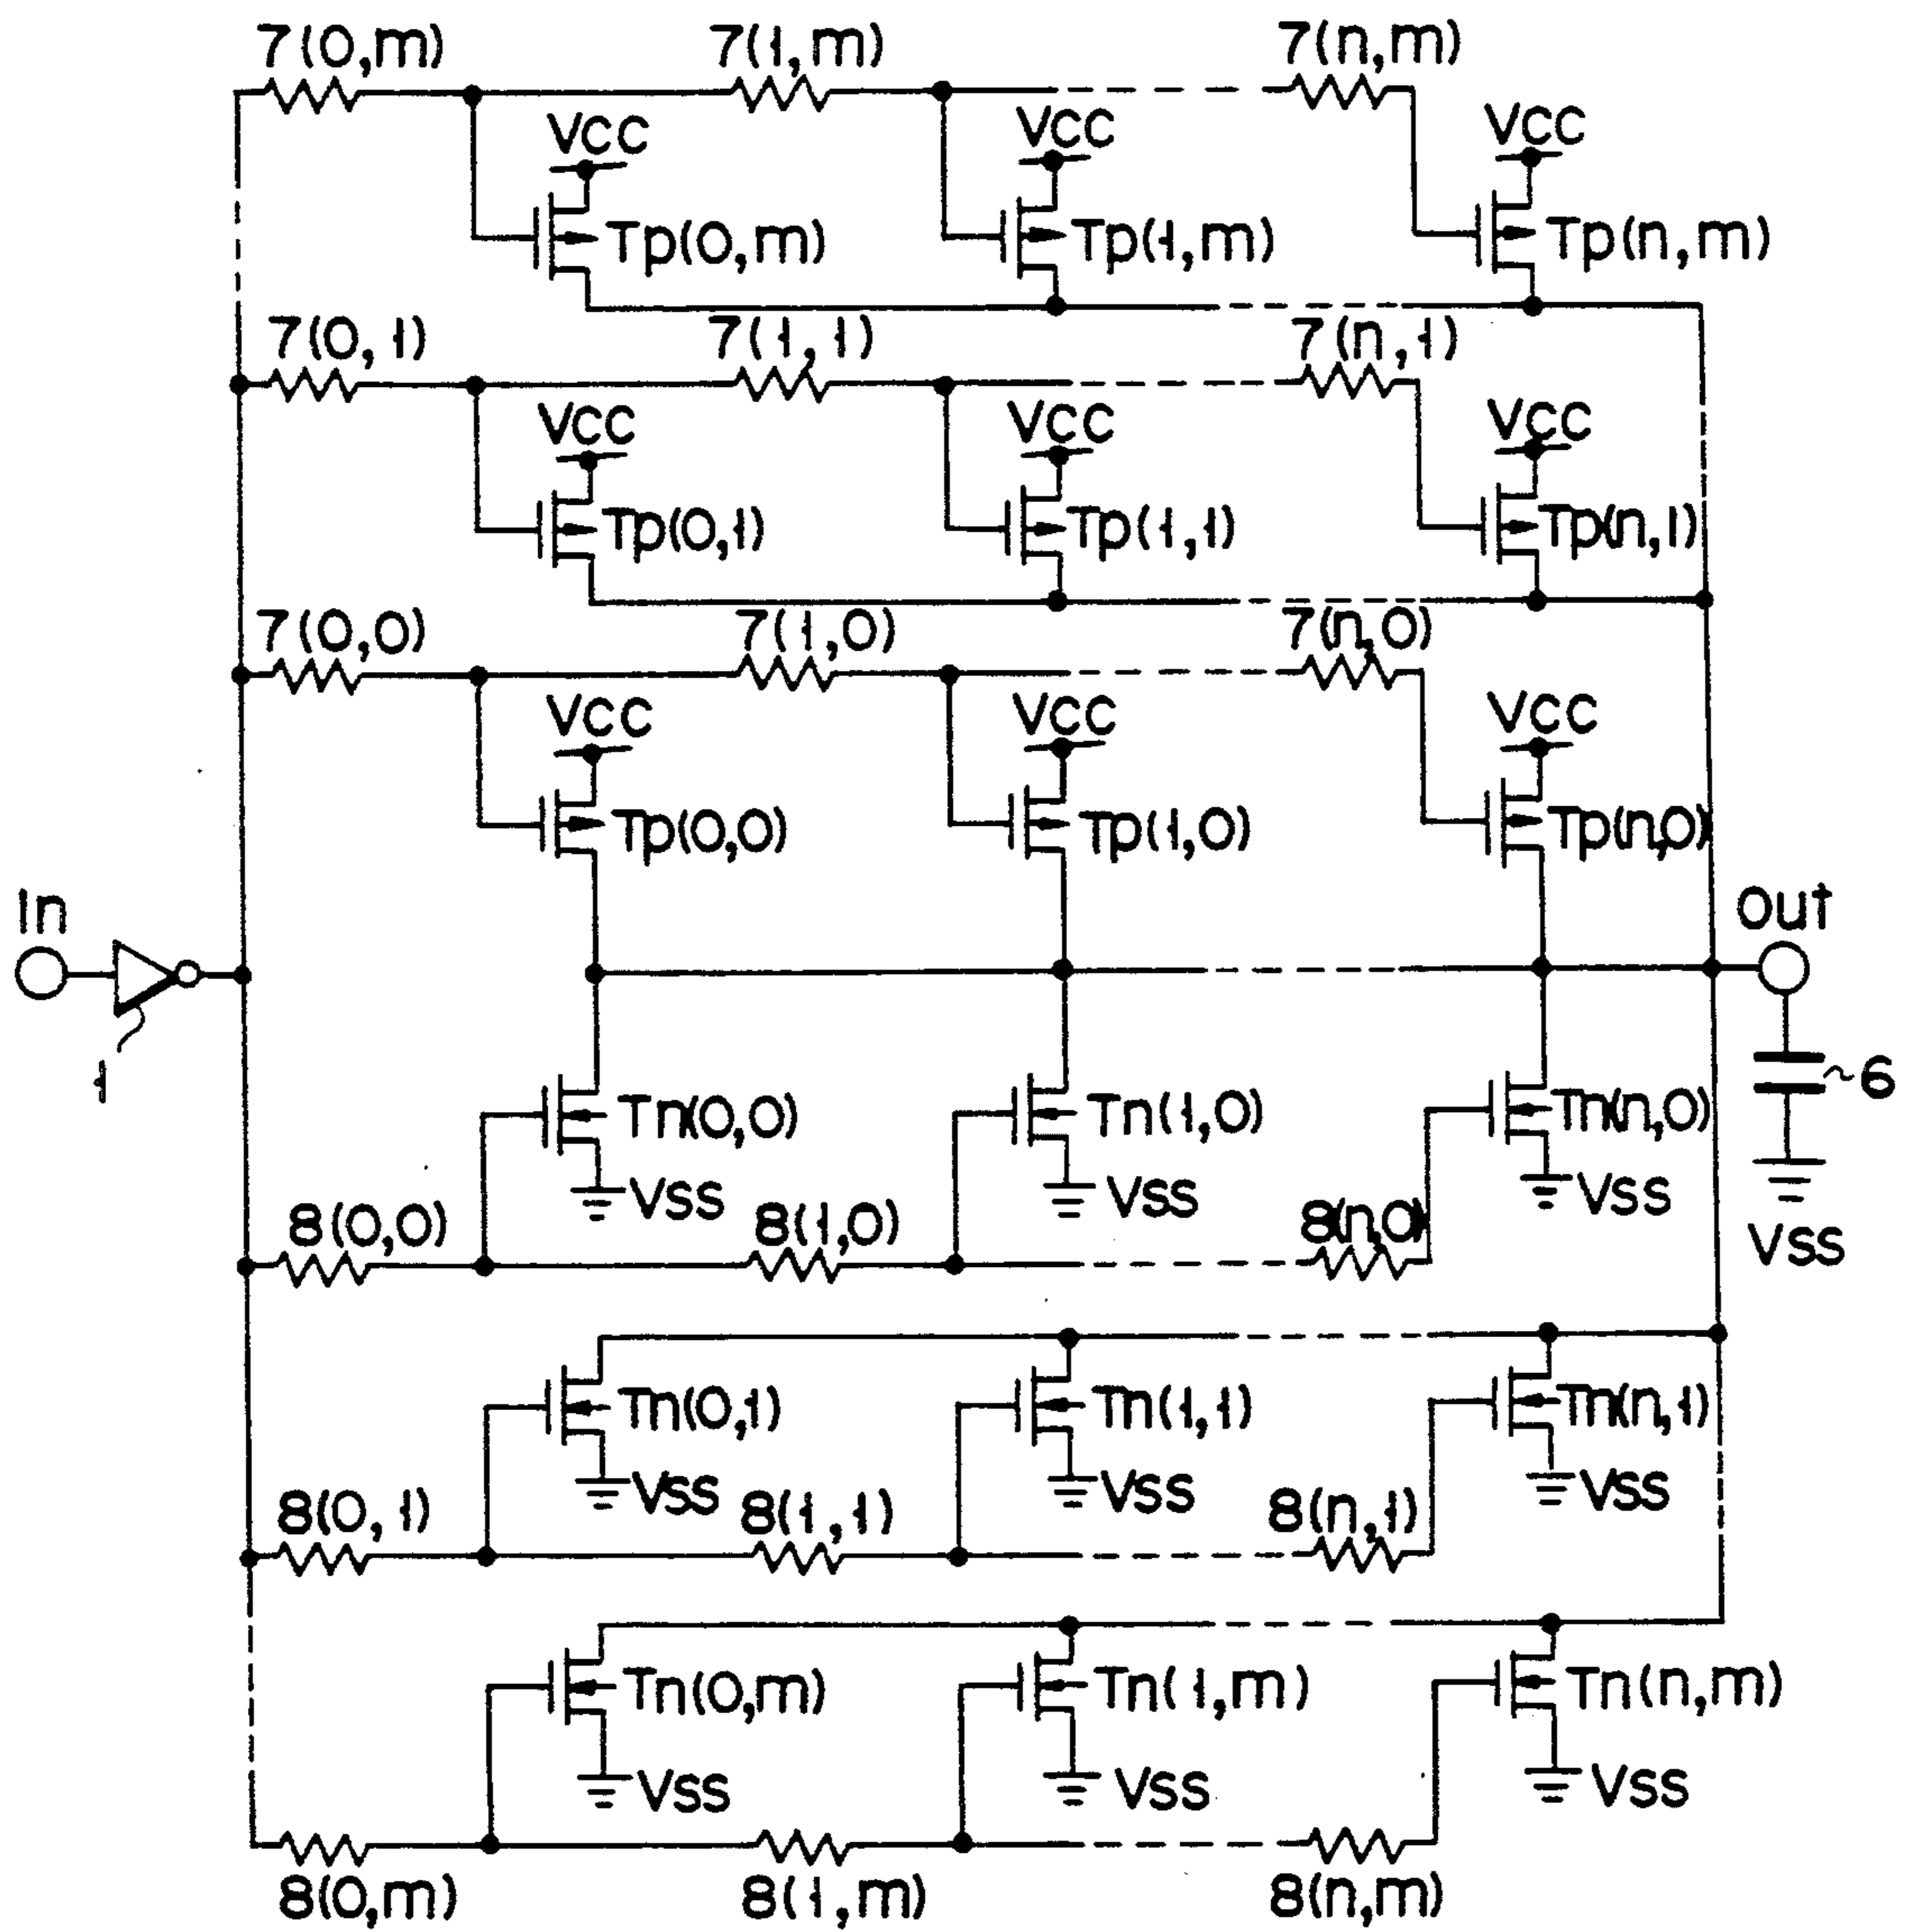 7(0,m) 7(1,m) 7(n,m)
VCC VCC VCC
Tp(0,m) Tp(1,m) Tp(n,m)
7(0,1) 7(1,1) 7(n,1)
VCC VCC VCC
Tp(0,1) Tp(1,1) Tp(n,1)
7(0,0) 7(1,0) 7(n,0)
VCC VCC VCC
Tp(0,0) Tp(1,0) Tp(n,0)
In Out
1
6
Tn(0,0) Tn(1,0) Tn(n,0)
VSS VSS VSS
8(0,0) 8(1,0) 8(n,0)
VSS
Tn(0,1) Tn(1,1) Tn(n,1)
VSS VSS VSS
8(0,1) 8(1,1) 8(n,1)
Tn(0,m) Tn(1,m) Tn(n,m)
VSS VSS VSS
8(0,m) 8(1,m) 8(n,m)